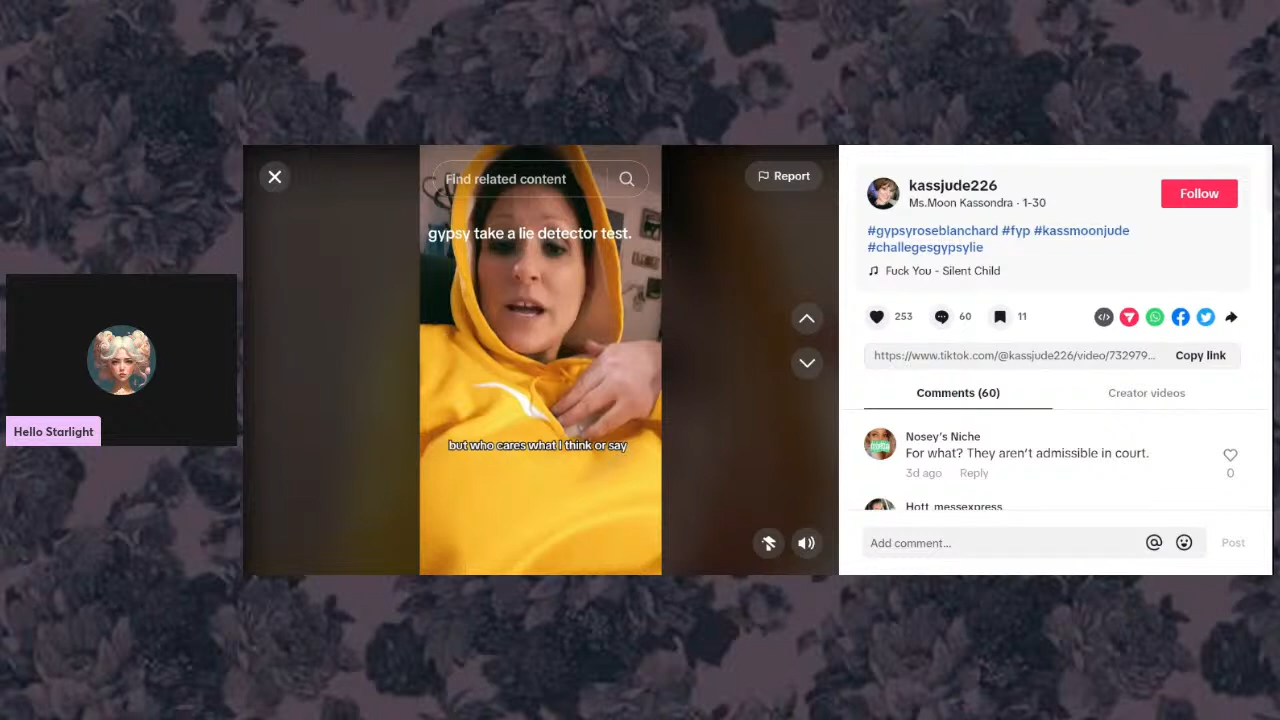 Find related content
Report
gypsy take a lie detector test.
but who cares what I think or say
Hello Starlight
kassjude226
Ms.Moon Kassondra · 1-30
Follow
#gypsyroseblanchard #fyp #kassmoonjude
#challegesgypsylie
Fuck You - Silent Child
253
60
11
https://www.tiktok.com/@kassjude226/video/732979...
Copy link
Comments (60)
Creator videos
Nosey's Niche
For what? They aren't admissible in court.
3d ago
Reply
0
Hott_messexpress
Add comment...
Post